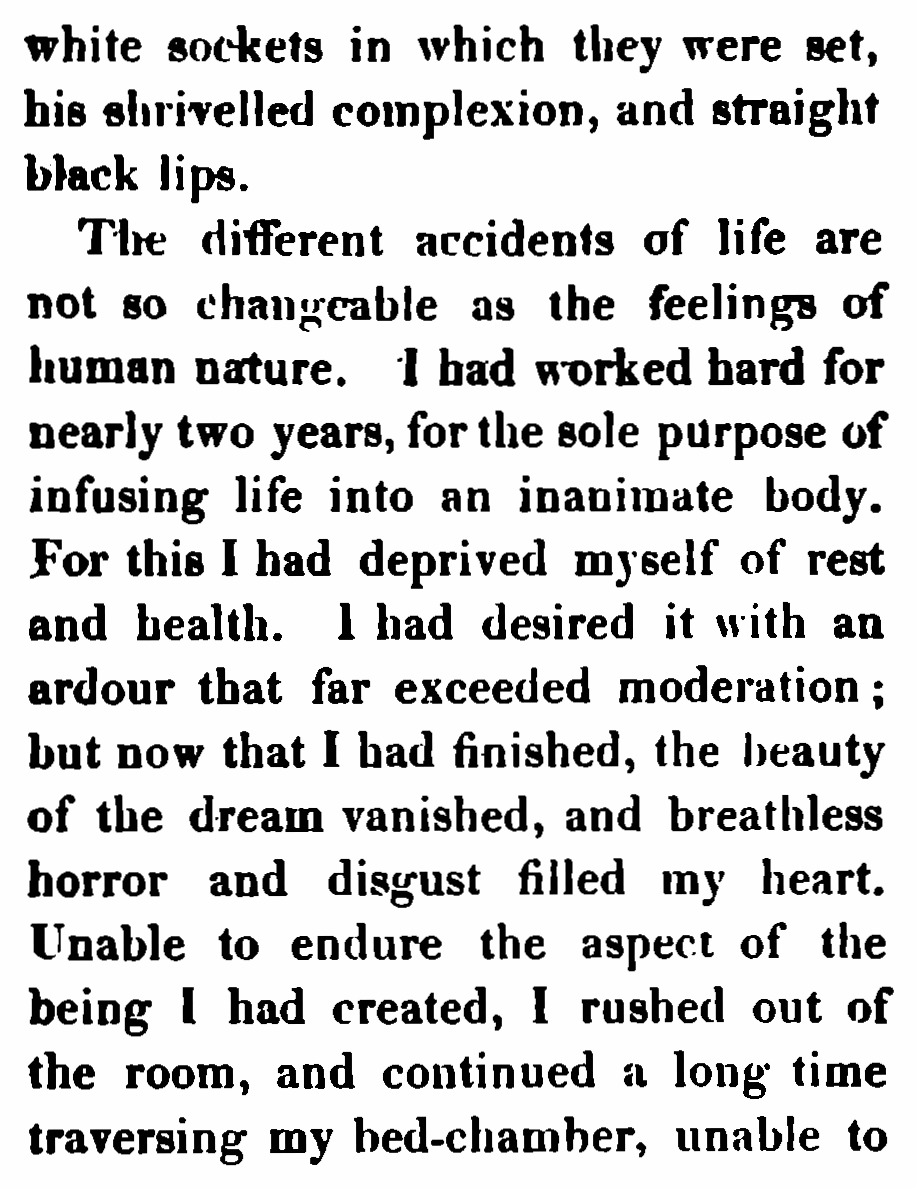 white sockets in which they were set,
his shrivelled complexion, and straight
black lips.
The different accidents of life are
not so changeable as the feelings of
human nature. I had worked hard for
nearly two years, for the sole purpose of
infusing life into an inanimate body.
For this I had deprived myself of rest
and health. I had desired it with an
ardour that far exceeded moderation;
but now that I had finished, the beauty
of the dream vanished, and breathless
horror and disgust filled my heart.
Unable to endure the aspect of the
being I had created, I rushed out of
the room, and continued a long time
traversing my bed-chamber, unable to